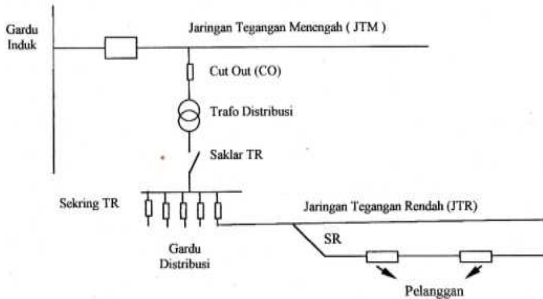 Gardu
Induk
Jaringan Tegangan Menengah ( JTM )
Cut Out (CO)
Trafo Distribusi
Saklar TR
Sekring TR
Jaringan Tegangan Rendah (JTR)
SR
Gardu
Distribusi
Pelanggan